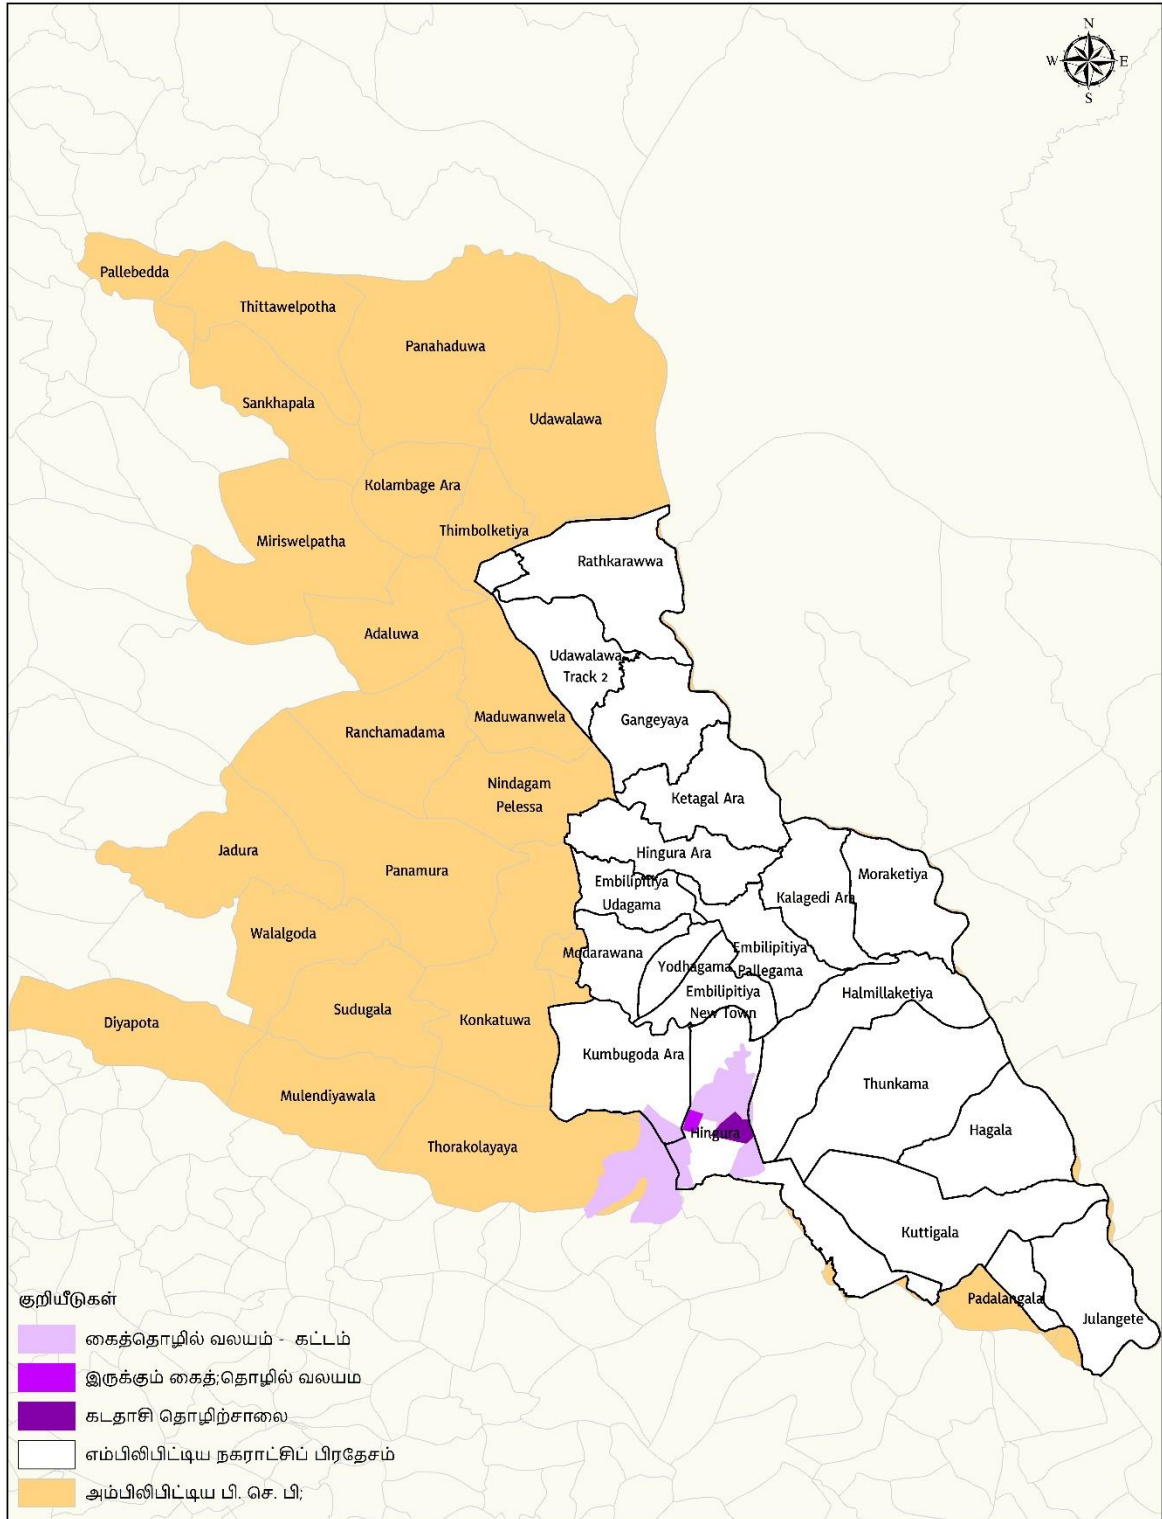 N
W E
S
Pallebedda
Thittawelpotha
Panahaduwa
Sankhapala
Udawalawa
Kolambage Ara
Thimbolketiya
Miriswelpatha
Rathkarawwa
Adaluwa
Udawalawa
Track 2
Maduwanwela
Gangeyaya
Ranchamadama
Nindagam
Pelessa
Ketagal Ara
Jadura
Panamura
Hingura Ara
Embilipitiya
Udagama
Moraketiya
Kalagedi Ara
Walalgoda
Modarawana
Embilipitiya
Pallegama
Yodhagama
Embilipitiya
New Town
Halmillaketiya
Diyapota
Sudugala
Konkatuwa
Kumbugoda Ara
Thunkama
Mulendiyawala
Thorakolayaya
Hingura
Hagala
Kuttigala
Padalangala
Julangete
குறியீடுகள்
கைத்தொழில் வலயம் - கட்டம்
இருக்கும் கைத்;தொழில் வலயம
கடதாசி தொழிற்சாலை
எம்பிலிபிட்டிய நகராட்சிப் பிரதேசம்
அம்பிலிபிட்டிய பி. செ. பி;